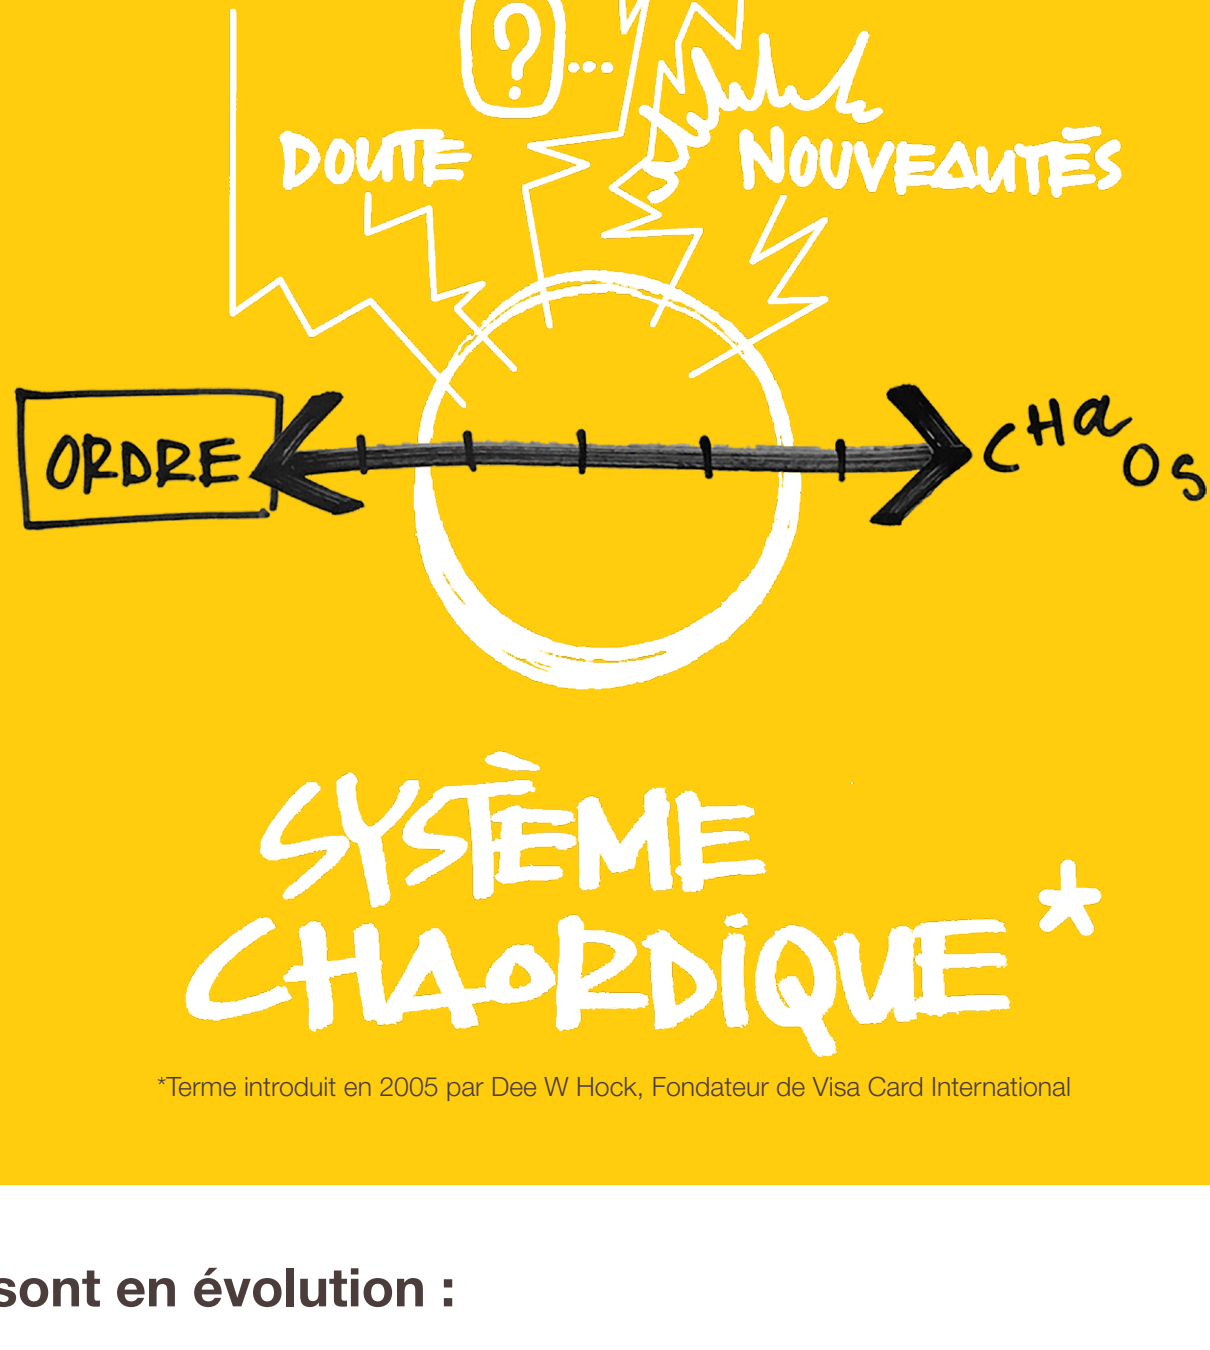 ?...
DOUTE
NOUVEAUTÉS
ORDRE
CHaOS
SYSTÈME
CHAORDIQUE*
*Terme introduit en 2005 par Dee W Hock, Fondateur de Visa Card International
sont en évolution :